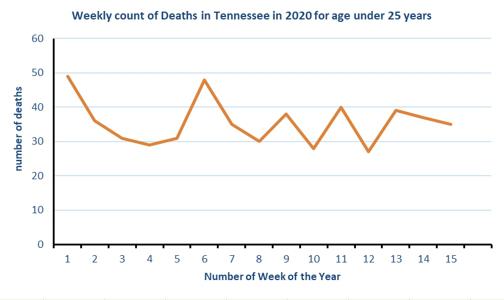 Weekly count of Deaths in Tennessee in 2020 for age under 25 years
60
50
40
30
20
10
0
number of deaths
1 2 3 4 5 6 7 8 9 10 11 12 13 14 15
Number of Week of the Year